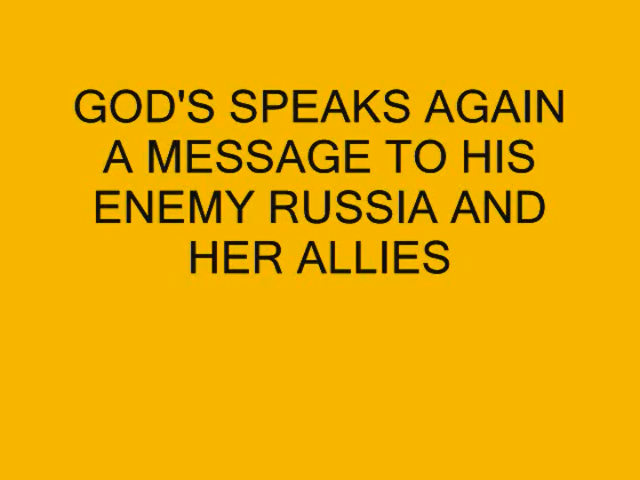 GOD'S SPEAKS AGAIN
A MESSAGE TO HIS
ENEMY RUSSIA AND
HER ALLIES